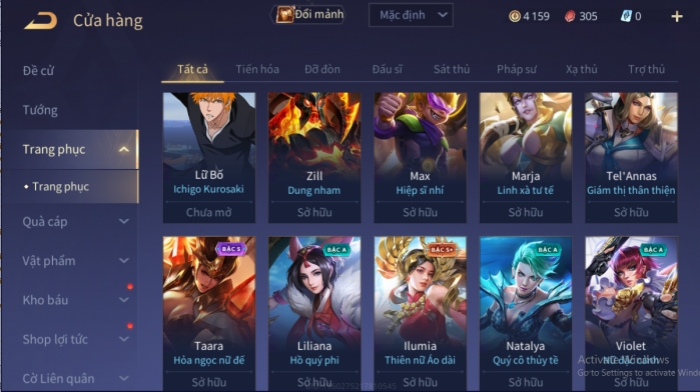 Cửa hàng
Đổi mảnh
Mặc định
4 159
305
0
Đề cử
Tướng
Trang phục
Trang phục
Quà cáp
Vật phẩm
Kho báu
Shop lợi tức
Cờ Liên quân
Tất cả
Tiến hóa
Đỡ đòn
Đấu sĩ
Sát thủ
Pháp sư
Xạ thủ
Trợ thủ
Lữ Bố
Ichigo Kurosaki
Chưa mở
Zill
Dung nham
Sở hữu
Max
Hiệp sĩ nhí
Sở hữu
Marja
Linh xà tư tế
Sở hữu
Tel'Annas
Giám thị thân thiện
Sở hữu
BẬC S
Taara
Hỏa ngọc nữ đế
Sở hữu
BẬC A
Liliana
Hồ quý phi
Sở hữu
BẬC S+
Ilumia
Thiên nữ Áo dài
Sở hữu
BẬC A
Natalya
Quý cô thủy tề
Sở hữu
BẬC A
Violet
Sở hữu
Activate Windows
Go to Settings to activate Wind